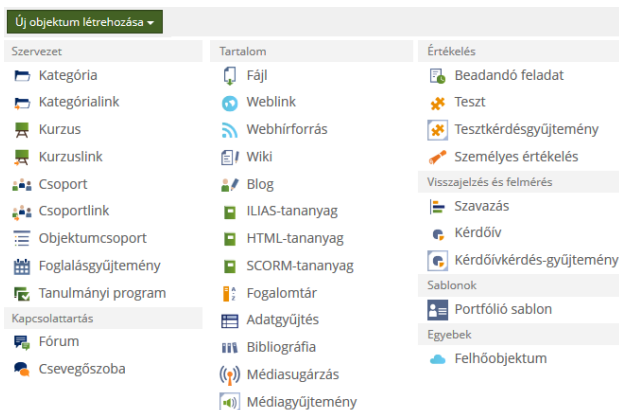 Új objektum létrehozása
Szervezet
Kategória
Kategórialink
Kurzus
Kurzuslink
Csoport
Csoportlink
Objektumcsoport
Foglalásgyűjtemény
Tanulmányi program
Kapcsolattartás
Fórum
Csevegőszoba
Tartalom
Fájl
Weblink
Webhírforrás
Wiki
Blog
ILIAS-tananyag
HTML-tananyag
SCORM-tananyag
Fogalomtár
Adatgyűjtés
Bibliográfia
Médiasugárzás
Médiagyűjtemény
Értékelés
Beadandó feladat
Teszt
Tesztkérdésgyűjtemény
Személyes értékelés
Visszajelzés és felmérés
Szavazás
Kérdőív
Kérdőívkérdés-gyűjtemény
Sablonok
Portfólió sablon
Egyebek
Felhőobjektum